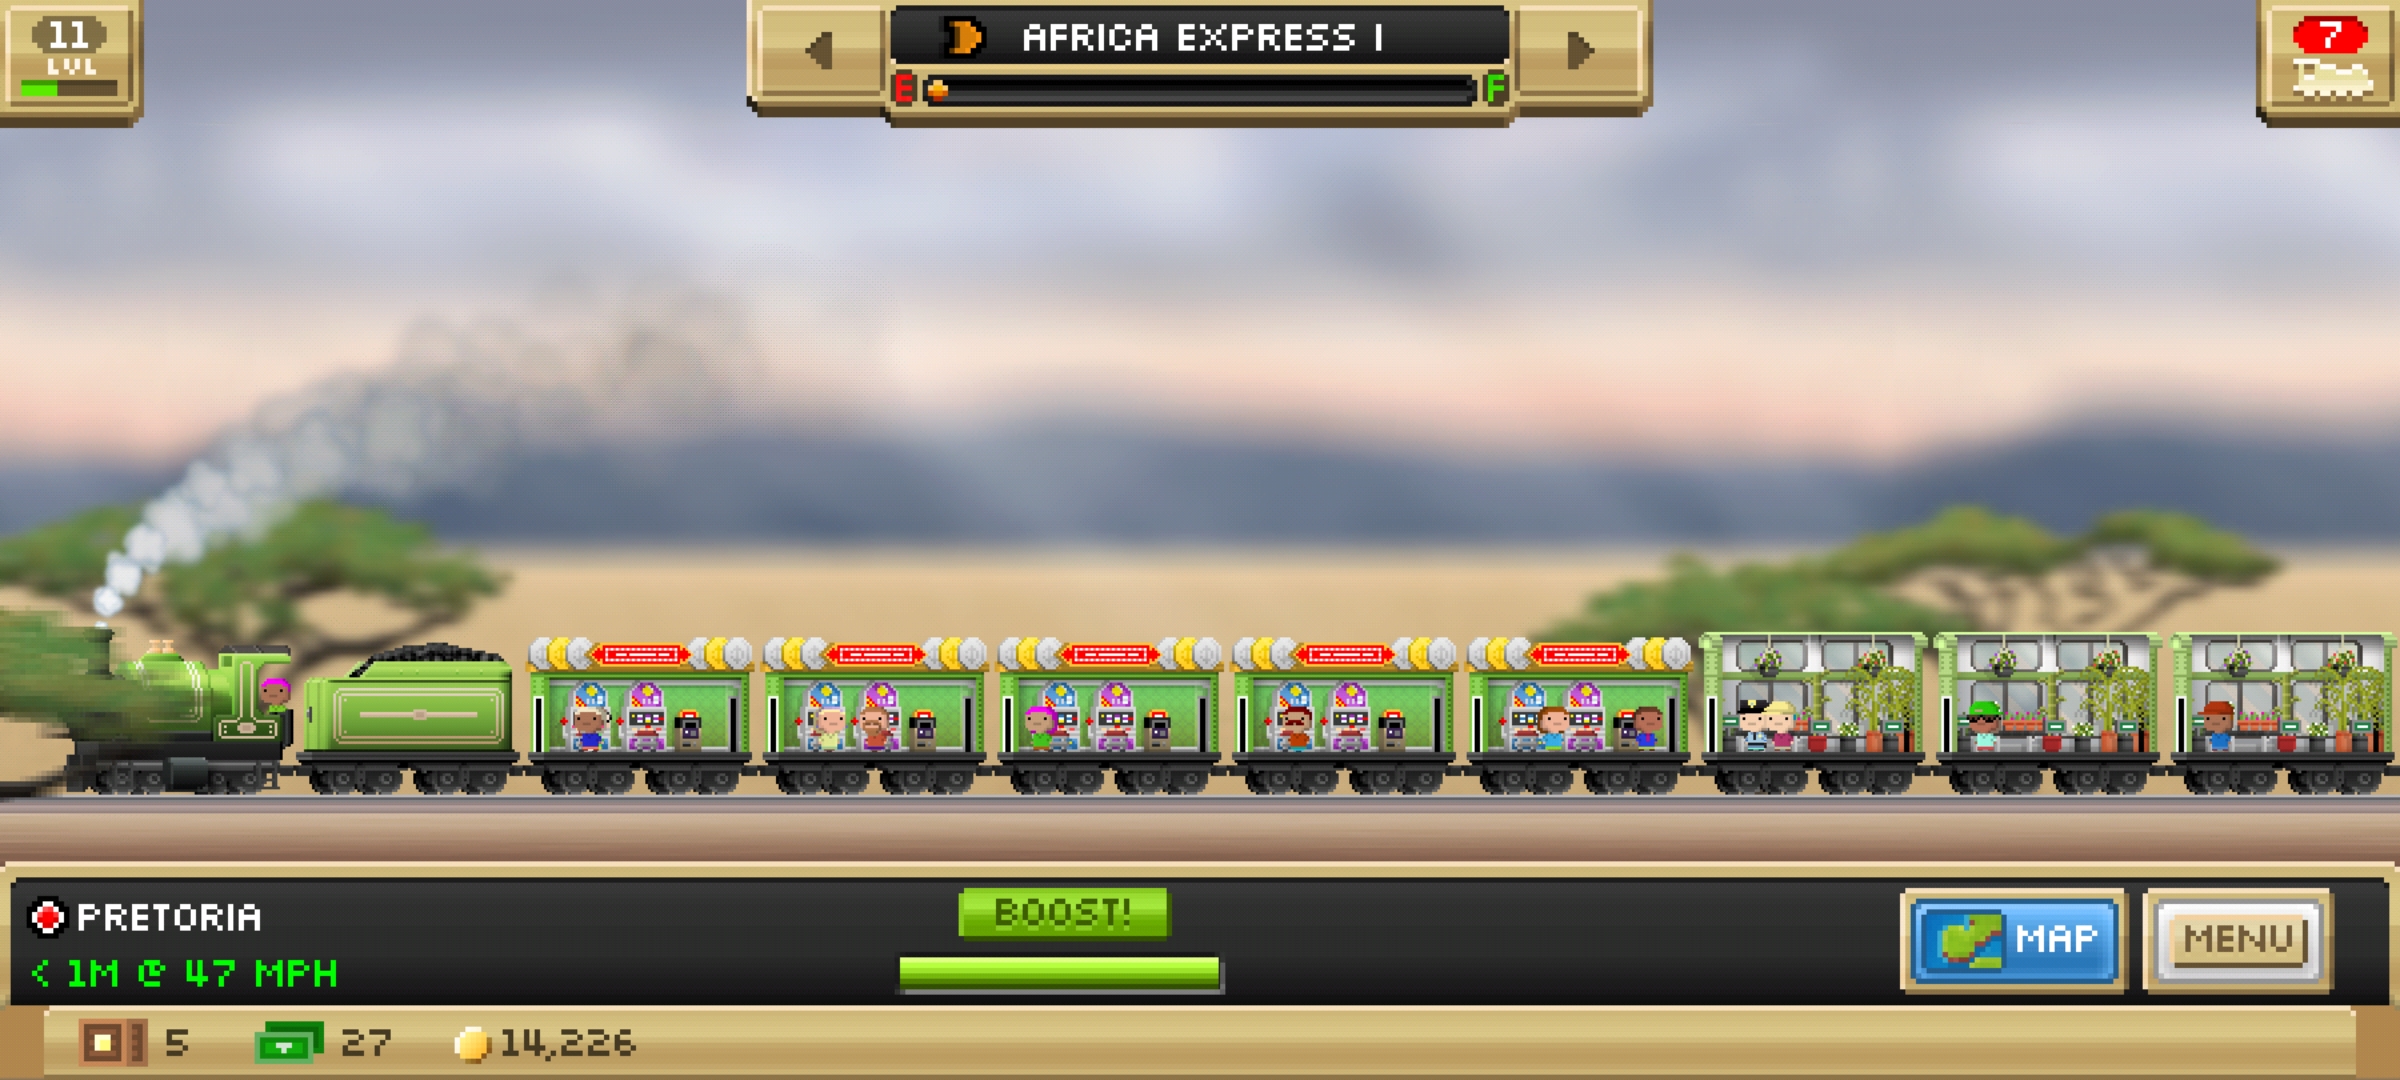 11
LVL
AFRICA EXPRESS I
E F
7
PRETORIA
< 1M @ 47 MPH
BOOST!
MAP
MENU
5 27 14,226